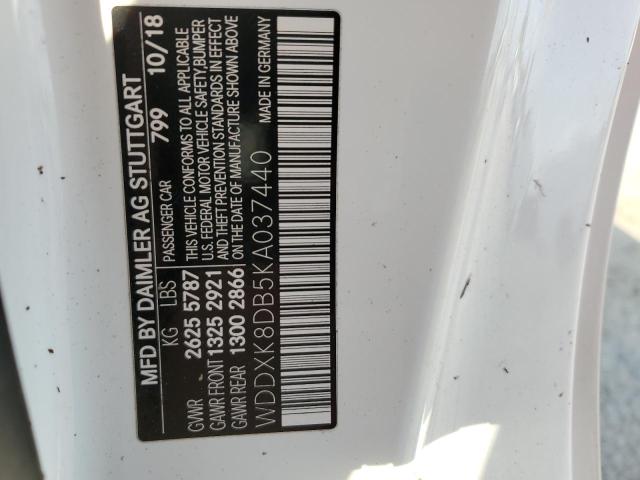 MFD BY DAIMLER AG STUTTGART
799 10/18
KG LBS PASSENGER CAR
GVWR 2625 5787
GAWR FRONT 1325 2921
GAWR REAR 1300 2866
THIS VEHICLE CONFORMS TO ALL APPLICABLE
U.S. FEDERAL MOTOR VEHICLE SAFETY,BUMPER
AND THEFT PREVENTION STANDARDS IN EFFECT
ON THE DATE OF MANUFACTURE SHOWN ABOVE
WDDXK8DB5KA037440
MADE IN GERMANY